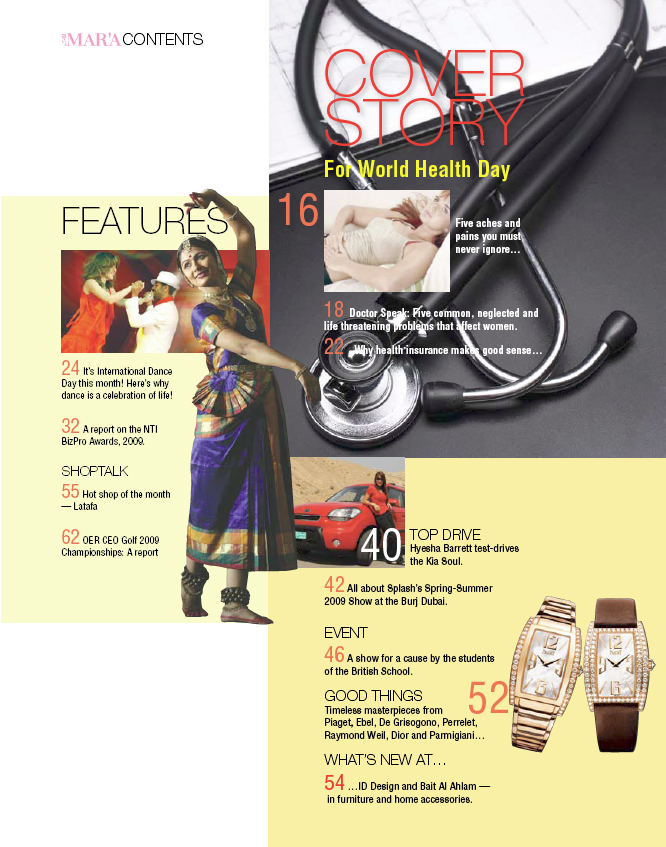 MAR'A CONTENTS
COVER
STORY
For World Health Day
16
Five aches and
pains you must
never ignore...
18 Doctor Speak: Five common, neglected and
life threatening problems that affect women.
22 Why health insurance makes good sense...
FEATURES
24 It's International Dance
Day this month! Here's why
dance is a celebration of life!
32 A report on the NTI
BizPro Awards, 2009.
SHOPTALK
55 Hot shop of the month
— Latafa
62 OER CEO Golf 2009
Championships: A report
40 TOP DRIVE
Hyesha Barrett test-drives
the Kia Soul.
42 All about Splash's Spring-Summer
2009 Show at the Burj Dubai.
EVENT
46 A show for a cause by the students
of the British School.
GOOD THINGS
52
Timeless masterpieces from
Piaget, Ebel, De Grisogono, Perrelet,
Raymond Weil, Dior and Parmigiani...
WHAT'S NEW AT...
54 ...ID Design and Bait Al Ahlam —
in furniture and home accessories.
12
6
PIAGET
12
6
PIAGET